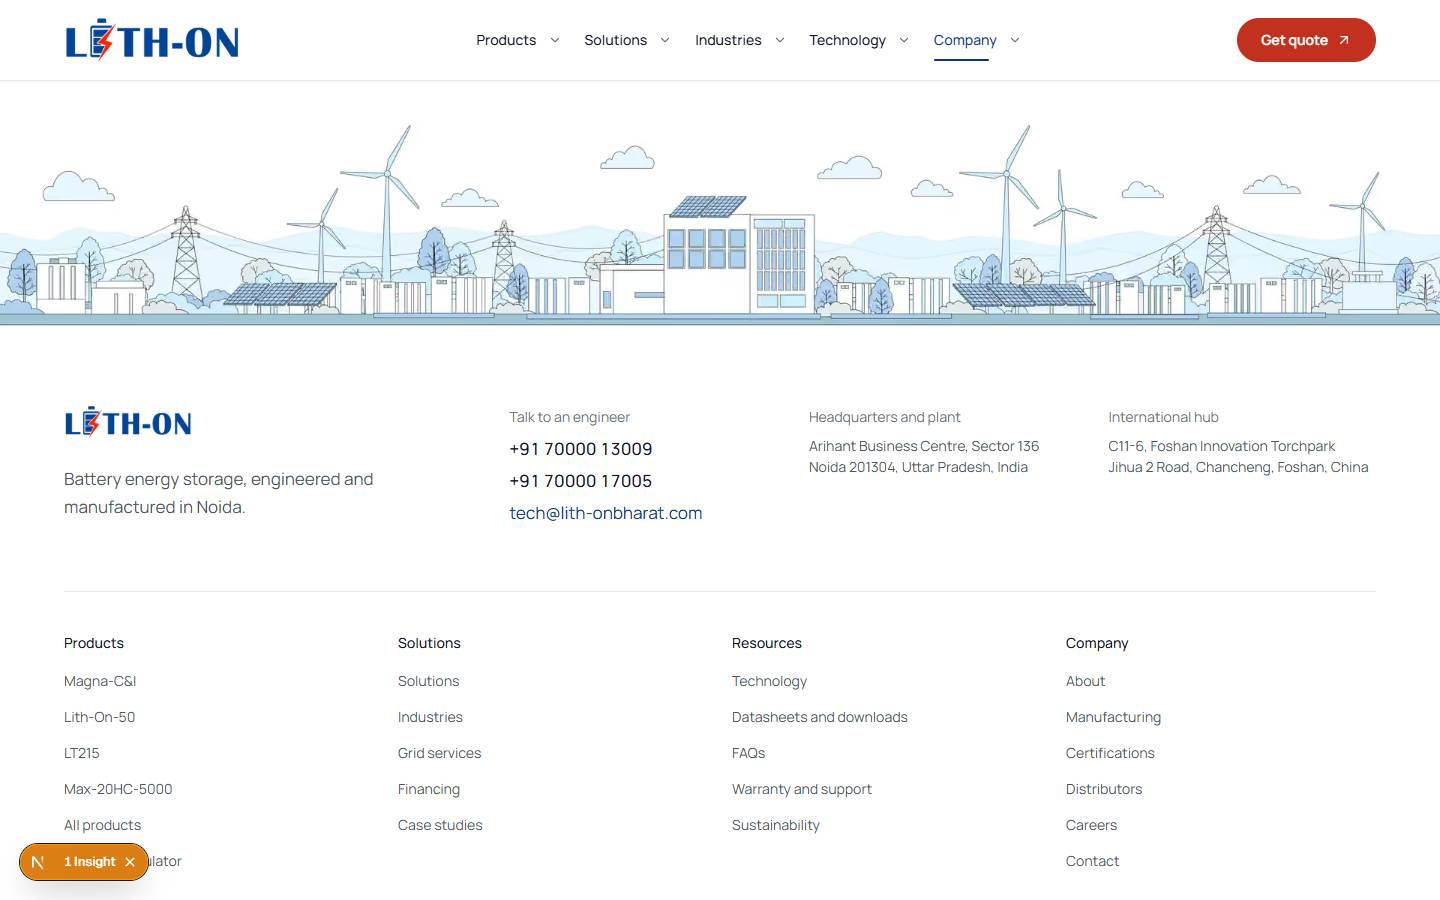 LITH-ON
Products
Solutions
Industries
Technology
Company
Get quote
LITH-ON
Battery energy storage, engineered and
manufactured in Noida.
Talk to an engineer
+91 70000 13009
+91 70000 17005
tech@lith-onbharat.com
Headquarters and plant
Arihant Business Centre, Sector 136
Noida 201304, Uttar Pradesh, India
International hub
C11-6, Foshan Innovation Torchpark
Jihua 2 Road, Chancheng, Foshan, China
Products
Magna-C&I
Lith-On-50
LT215
Max-20HC-5000
All products
Solutions
Solutions
Industries
Grid services
Financing
Case studies
Resources
Technology
Datasheets and downloads
FAQs
Warranty and support
Sustainability
Company
About
Manufacturing
Certifications
Distributors
Careers
Contact
N
1 Insight